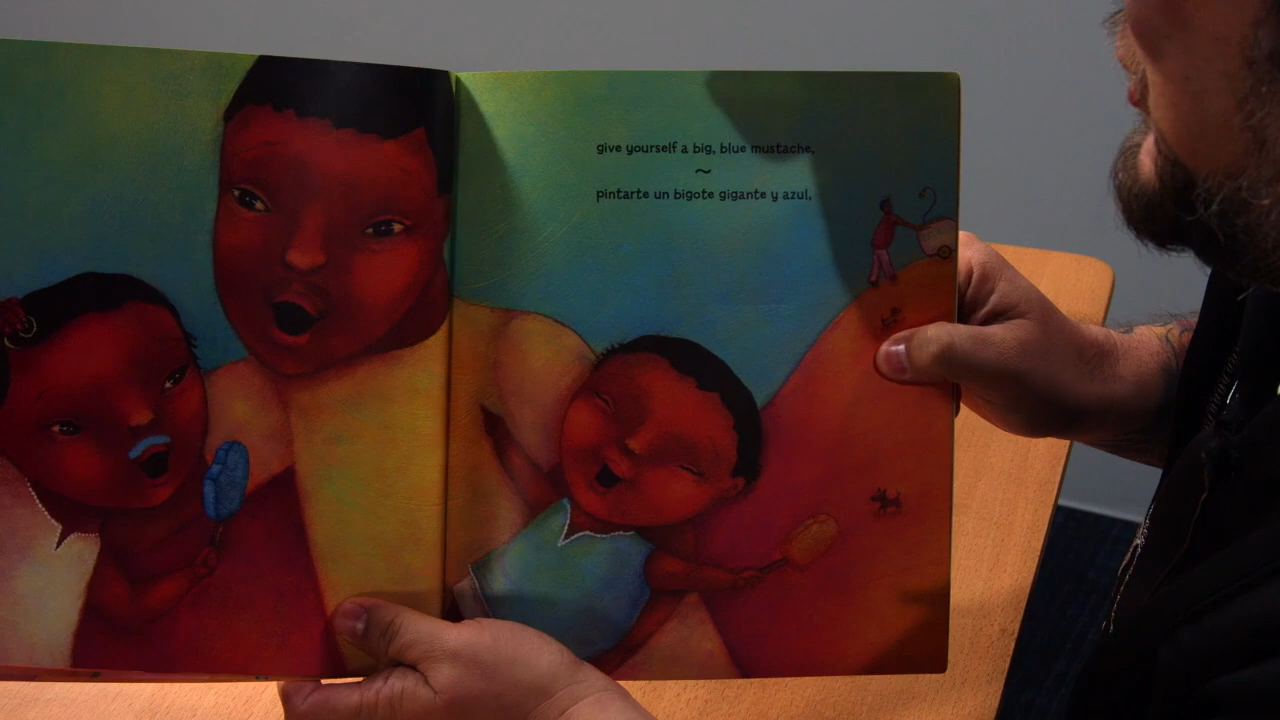 give yourself a big, blue mustache,
~
pintarte un bigote gigante y azul,